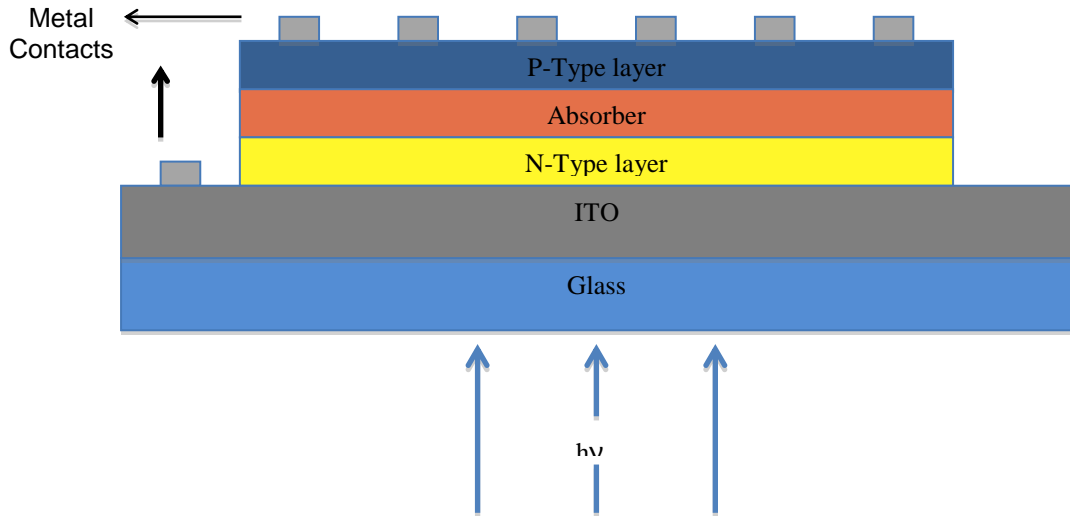 Metal
Contacts
P-Type layer
Absorber
N-Type layer
ITO
Glass
hν